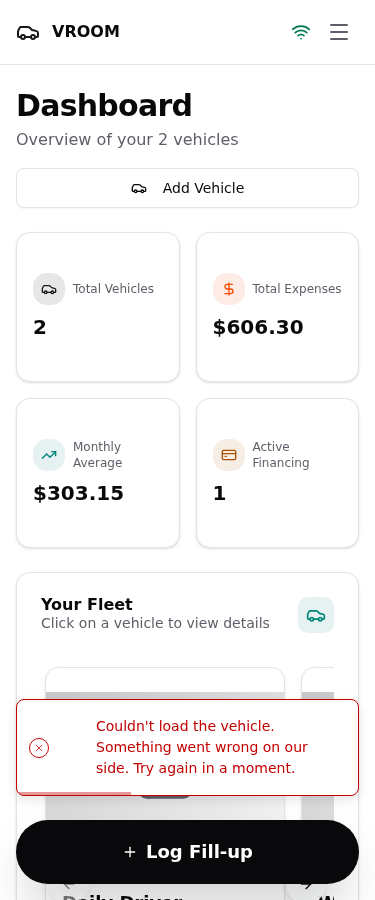 VROOM
Dashboard
Overview of your 2 vehicles
Add Vehicle
Total Vehicles
2
Total Expenses
$606.30
Monthly
Average
$303.15
Active
Financing
1
Your Fleet
Click on a vehicle to view details
Couldn't load the vehicle.
Something went wrong on our
side. Try again in a moment.
Log Fill-up
Daily Driver